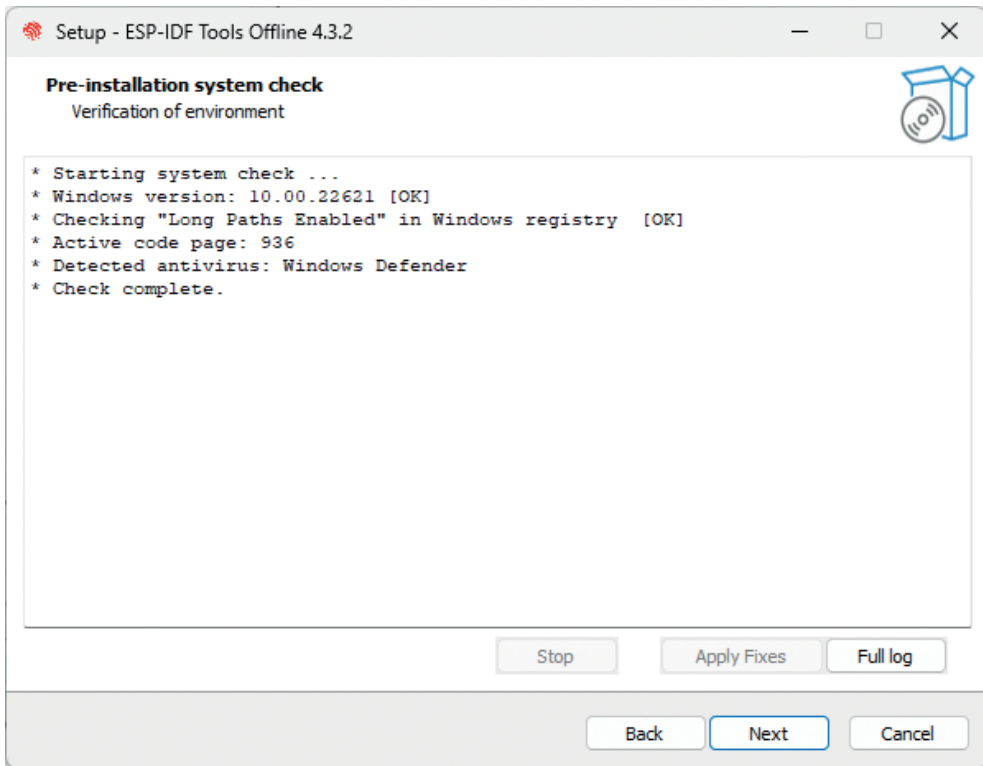 Setup - ESP-IDF Tools Offline 4.3.2
Pre-installation system check
Verification of environment
* Starting system check ...
* Windows version: 10.00.22621 [OK]
* Checking "Long Paths Enabled" in Windows registry  [OK]
* Active code page: 936
* Detected antivirus: Windows Defender
* Check complete.
Stop
Apply Fixes
Full log
Back
Next
Cancel